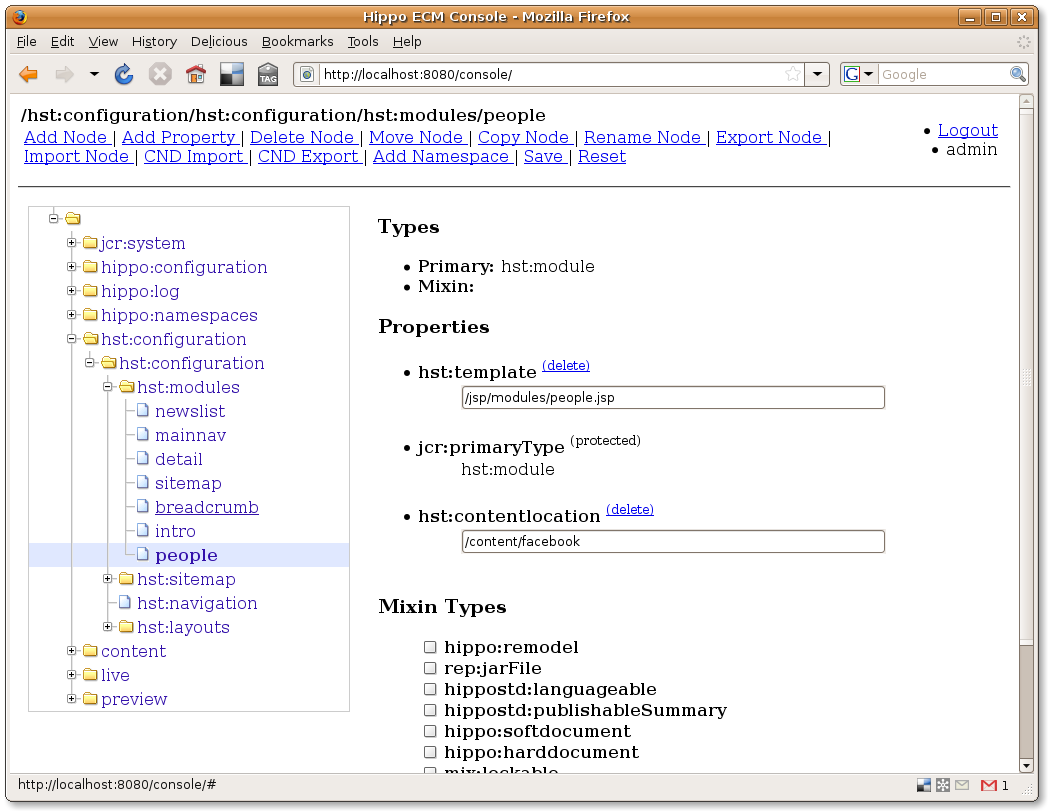 Hippo ECM Console - Mozilla Firefox
File Edit View History Delicious Bookmarks Tools Help
TAG http://localhost:8080/console/ G Google
/hst:configuration/hst:configuration/hst:modules/people
Add Node | Add Property | Delete Node | Move Node | Copy Node | Rename Node | Export Node |
Import Node | CND Import | CND Export | Add Namespace | Save | Reset
Logout
admin
jcr:system
hippo:configuration
hippo:log
hippo:namespaces
hst:configuration
hst:configuration
hst:modules
newslist
mainnav
detail
sitemap
breadcrumb
intro
people
hst:sitemap
hst:navigation
hst:layouts
content
live
preview
Types
Primary: hst:module
Mixin:
Properties
hst:template (delete)
/jsp/modules/people.jsp
jcr:primaryType (protected)
hst:module
hst:contentlocation (delete)
/content/facebook
Mixin Types
hippo:remodel
rep:jarFile
hippostd:languageable
hippostd:publishableSummary
hippo:softdocument
hippo:harddocument
mix:lockable
http://localhost:8080/console/# 1